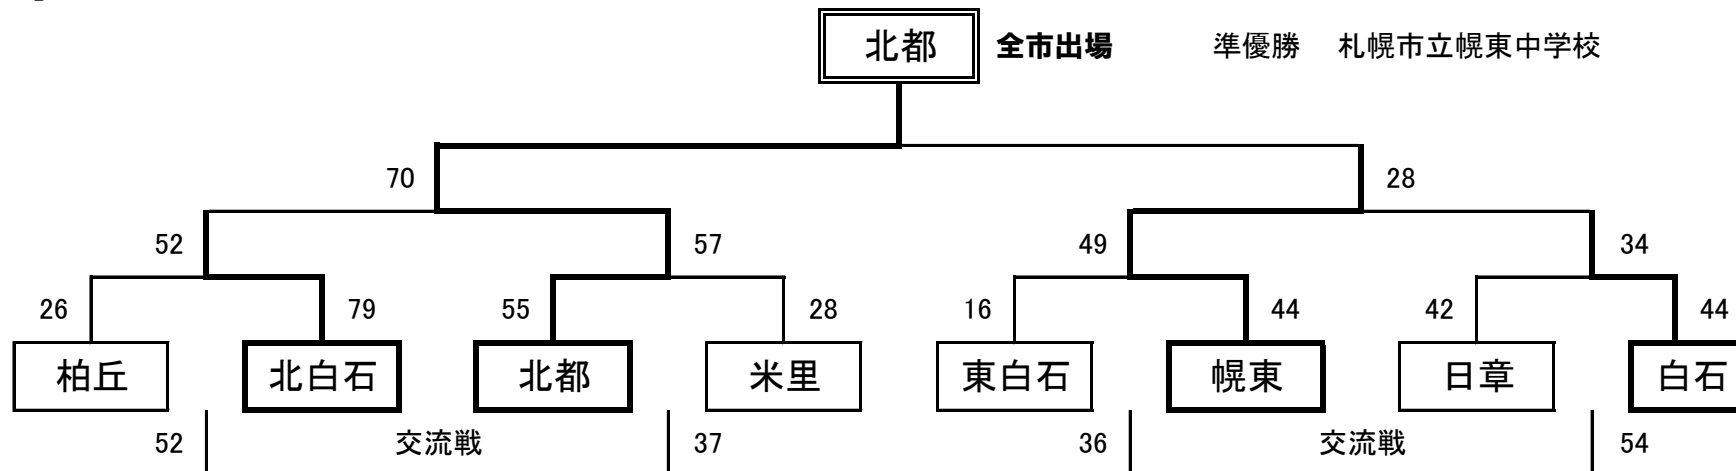 北都 全市出場 準優勝 札幌市立幌東中学校
70 28
52 57 49 34
26 79 55 28 16 44 42 44
柏丘 北白石 北都 米里 東白石 幌東 日章 白石
52 交流戦 37 36 交流戦 54